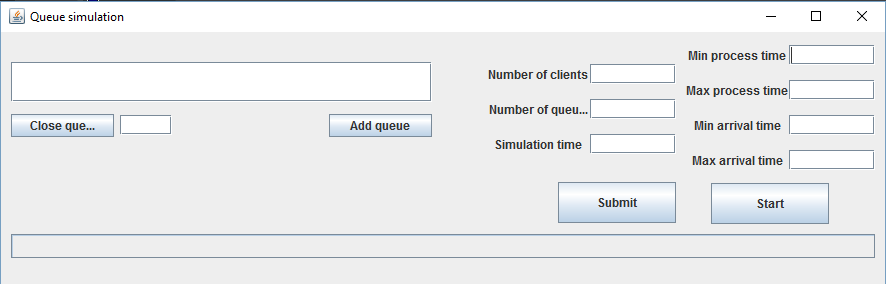 Queue simulation
Min process time
Number of clients
Max process time
Number of queu...
Close que...
Add queue
Min arrival time
Simulation time
Max arrival time
Submit
Start